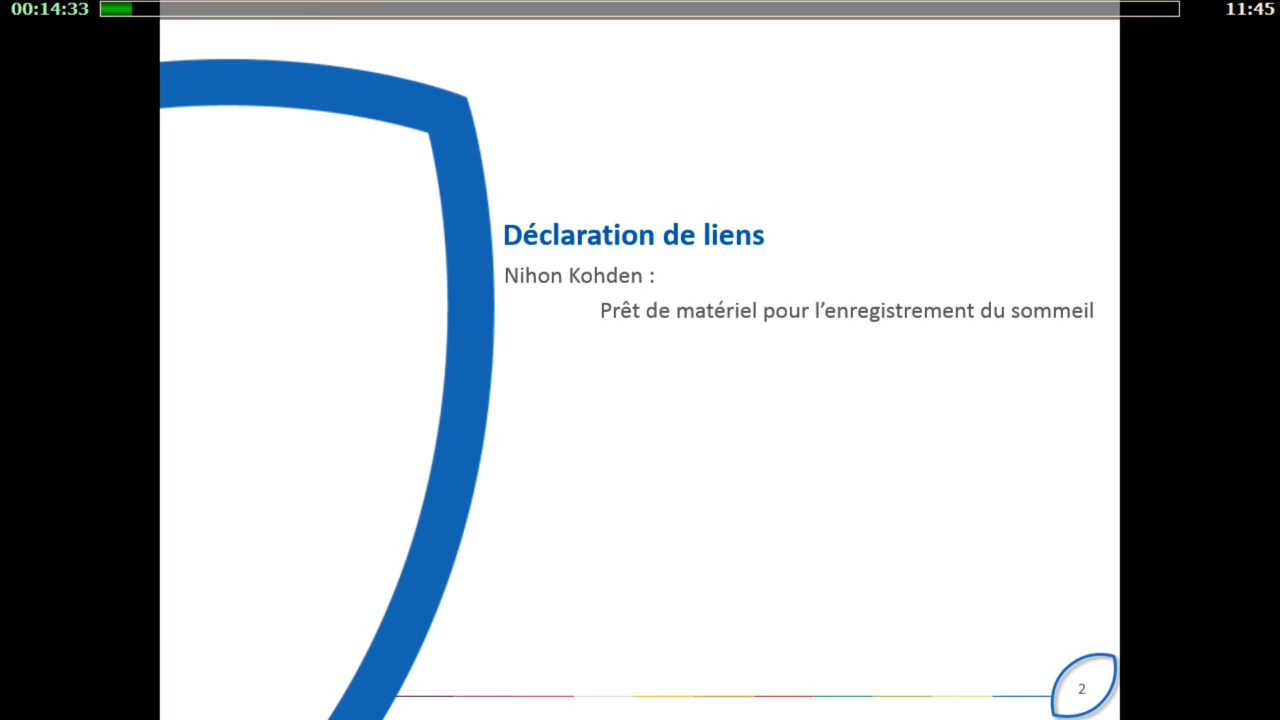 00:14:33
11:45
Déclaration de liens
Nihon Kohden :
Prêt de matériel pour l’enregistrement du sommeil
2